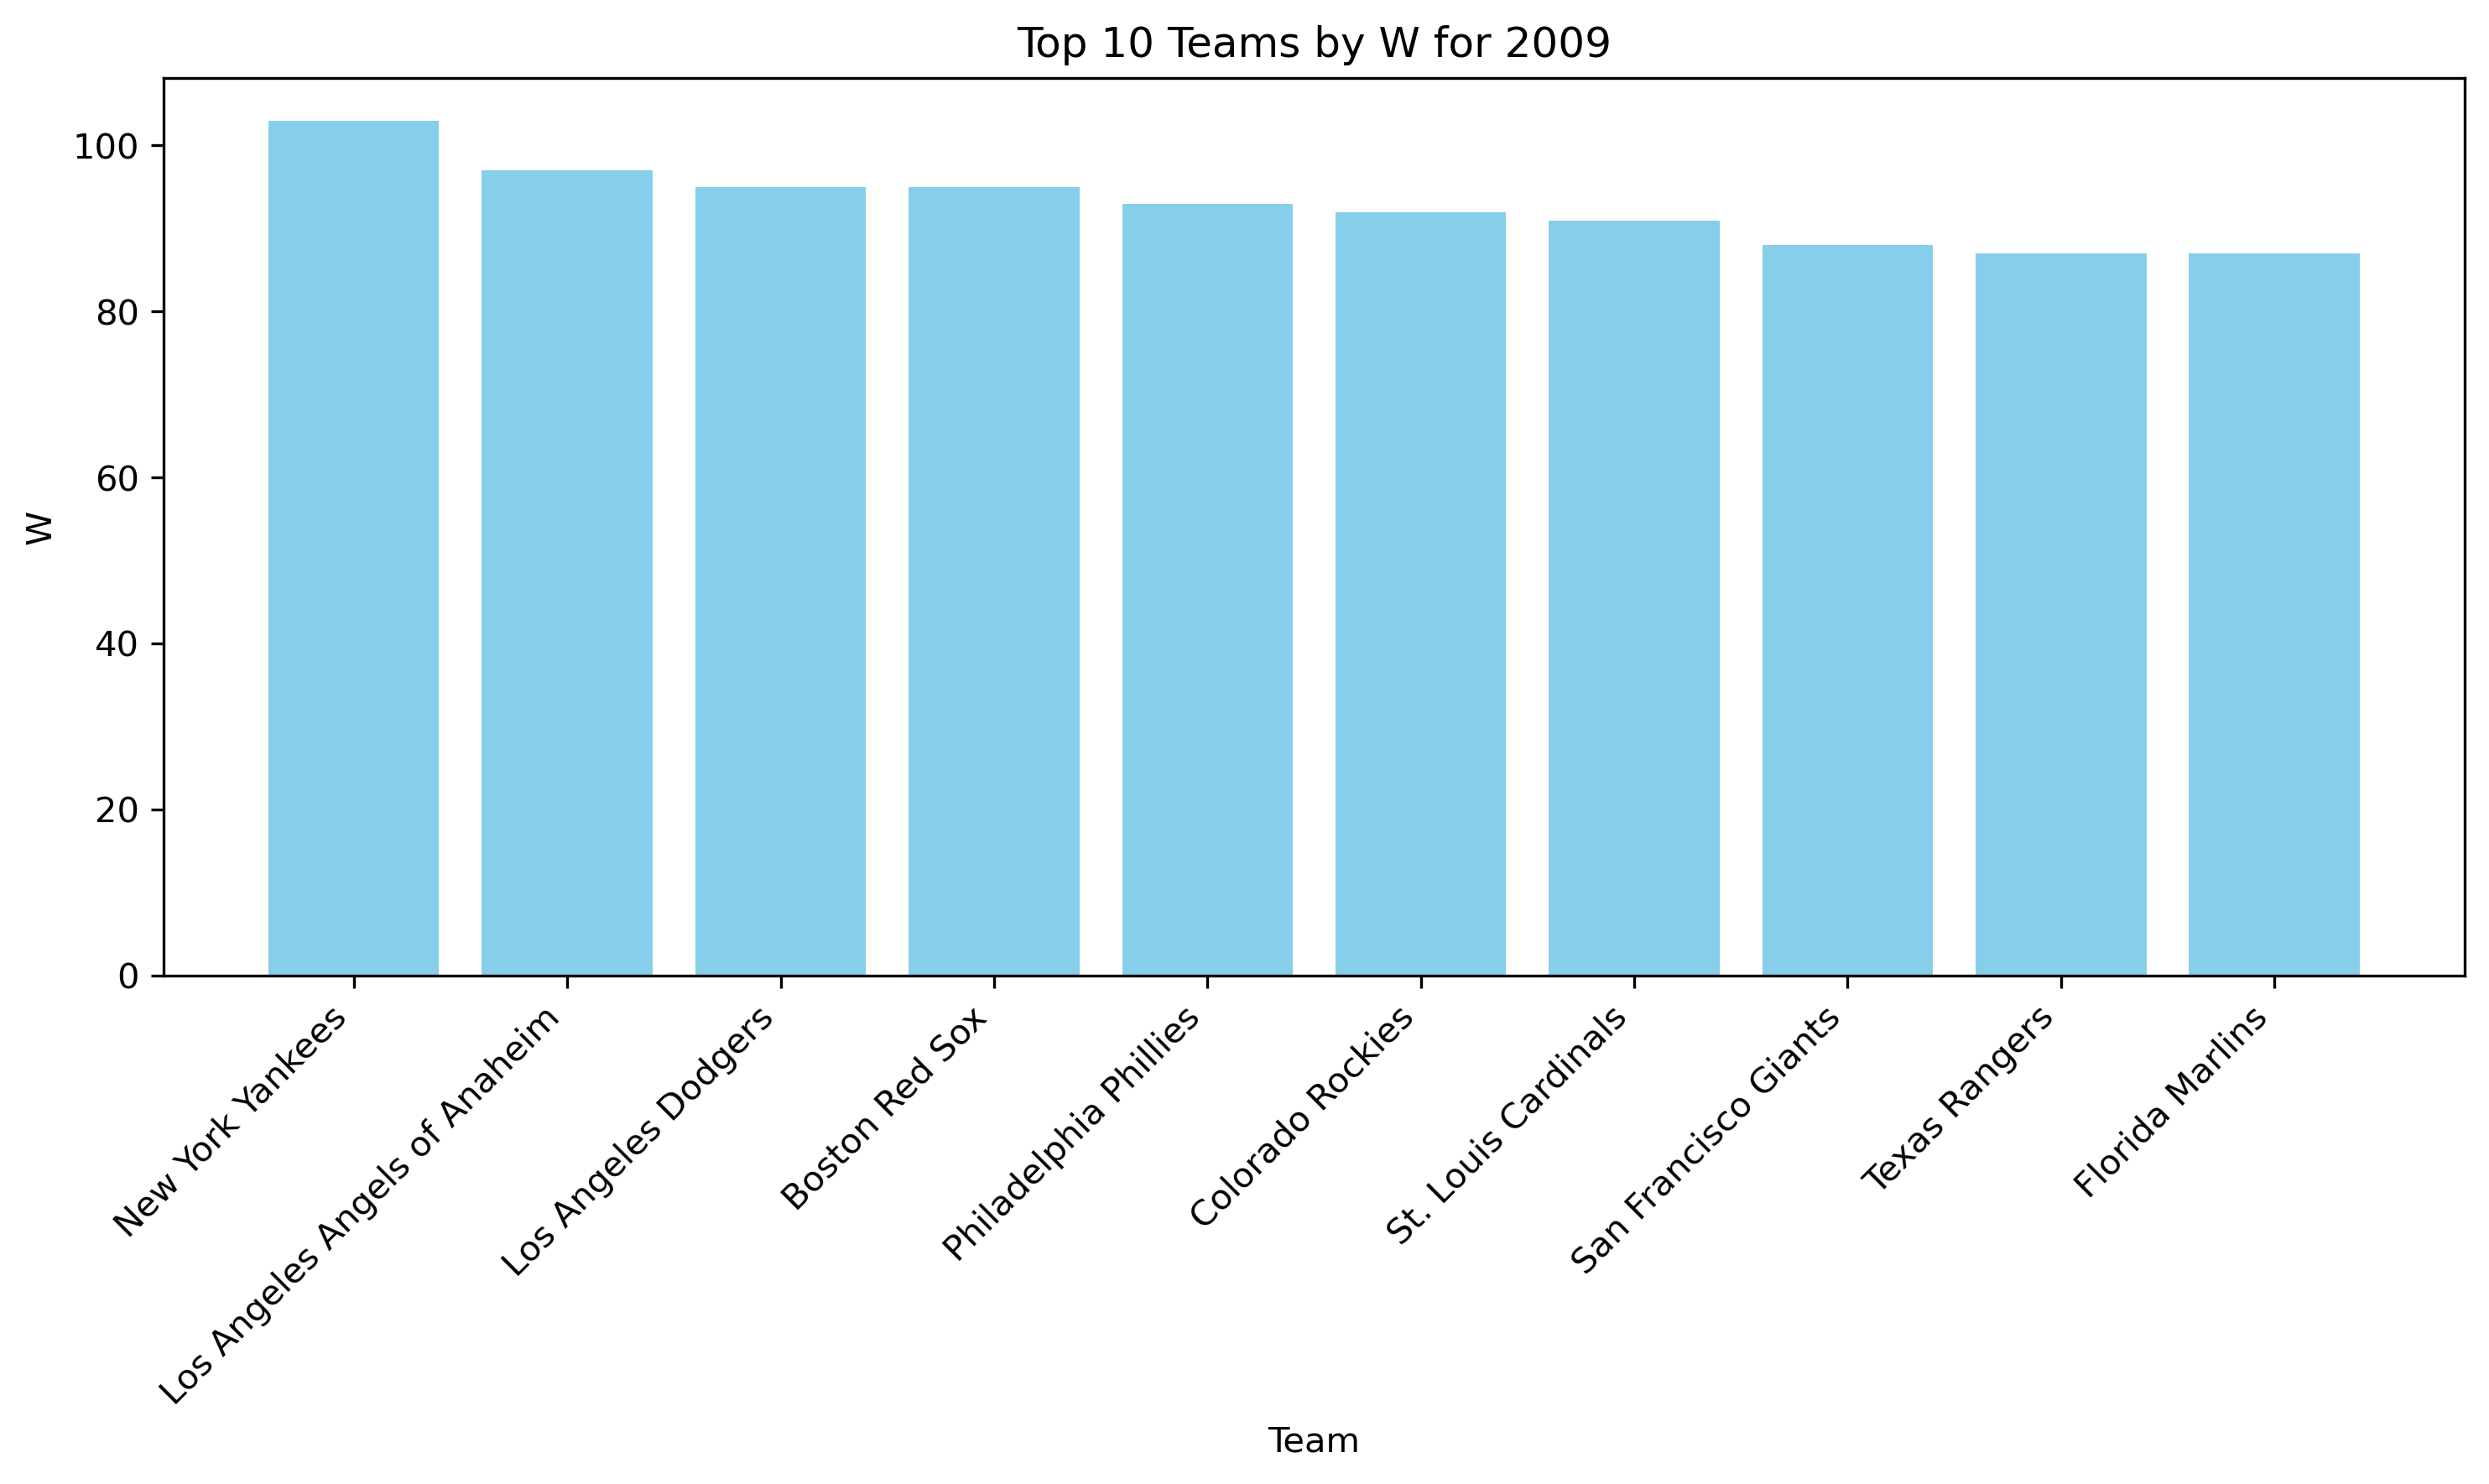 Top 10 Teams by W for 2009
W
100
80
60
40
20
0
New York Yankees
Los Angeles Angels of Anaheim
Los Angeles Dodgers
Boston Red Sox
Philadelphia Phillies
Colorado Rockies
St. Louis Cardinals
San Francisco Giants
Texas Rangers
Florida Marlins
Team